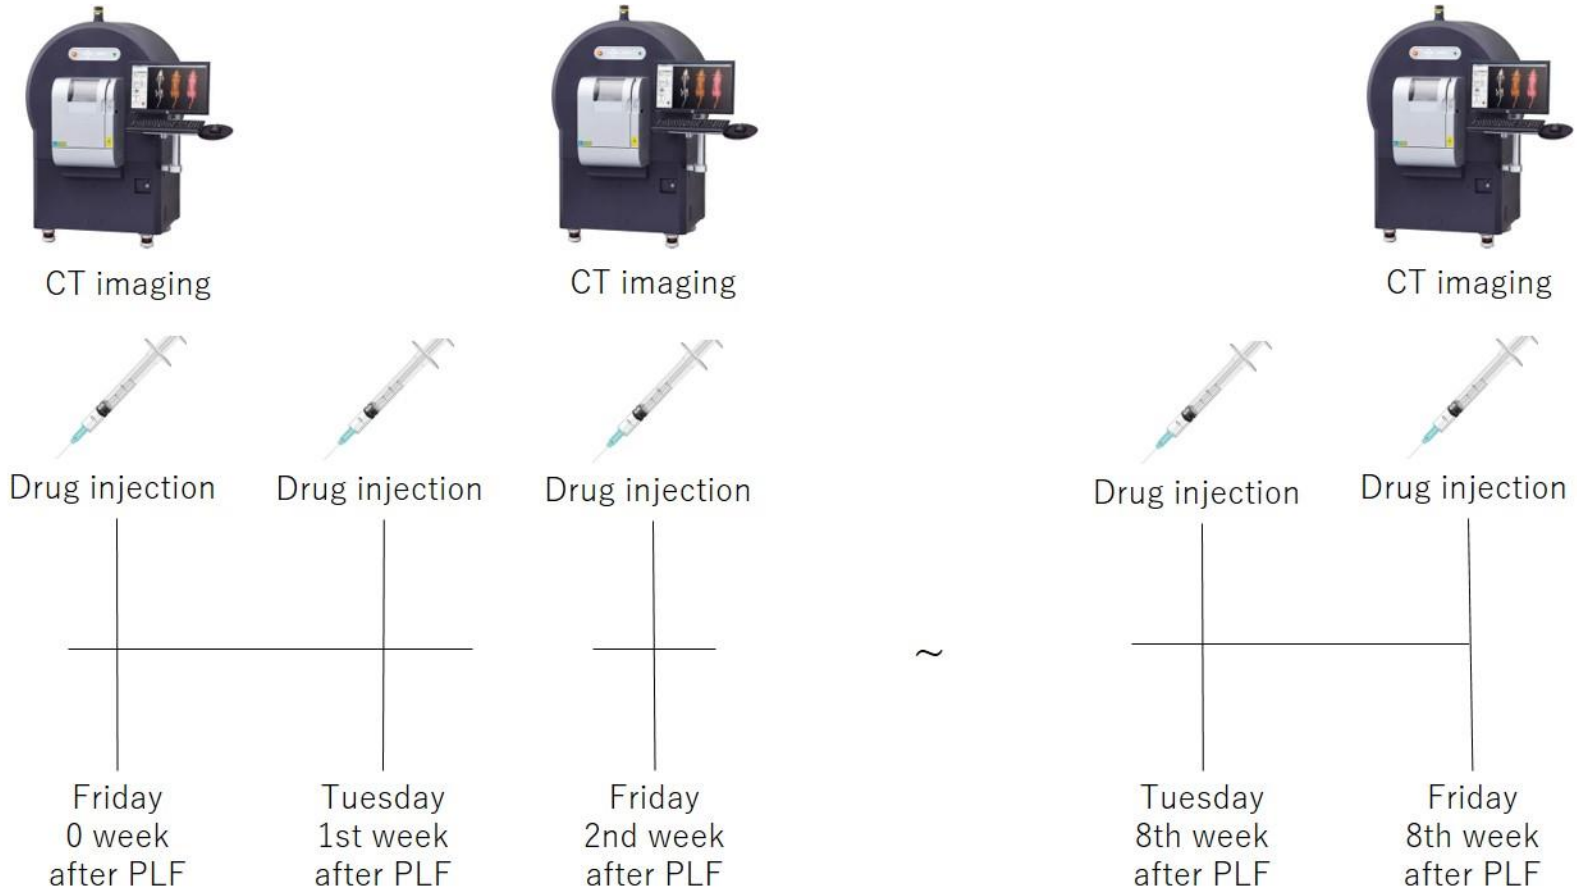 CT imaging
CT imaging
CT imaging
Drug injection
Drug injection
Drug injection
Drug injection
Drug injection
~
Friday
0 week
after PLF
Tuesday
1st week
after PLF
Friday
2nd week
after PLF
Tuesday
8th week
after PLF
Friday
8th week
after PLF